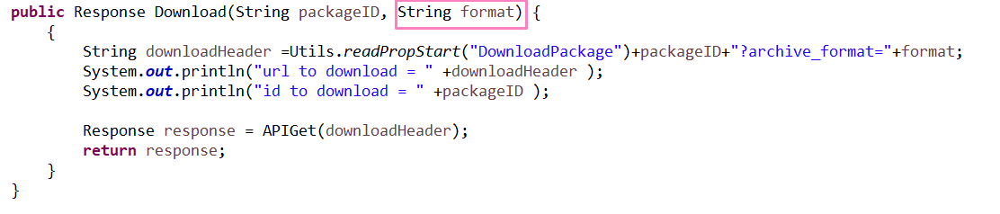 public Response Download(String packageID, String format) {
{
String downloadHeader =Utils.readPropStart("DownloadPackage")+packageID+"?archive_format="+format;
System.out.println("url to download = " +downloadHeader );
System.out.println("id to download = " +packageID );
Response response = APIGet(downloadHeader);
return response;
}
}